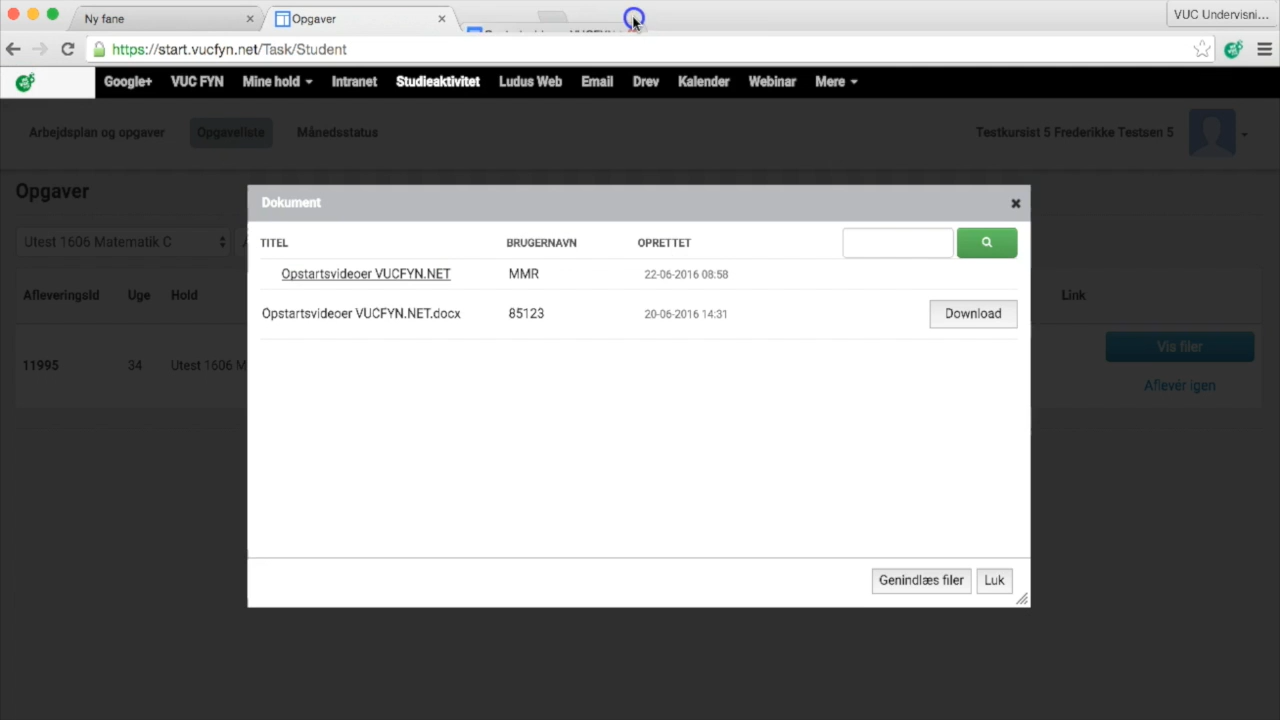 Ny fane
Opgaver
VUC Undervisni...
https://start.vucfyn.net/Task/Student
Google+ VUC FYN Mine hold Intranet Studieaktivitet Ludus Web Email Drev Kalender Webinar Mere
Arbejdsplan og opgaver Opgaveliste Månedsstatus Testkursist 5 Frederikke Testsen 5
Opgaver
Utest 1606 Matematik C
AfleveringsId Uge Hold Link
11995 34 Utest 1606 M
Vis filer
Aflevér igen
Dokument
TITEL BRUGERNAVN OPRETTET
Opstartsvideoer VUCFYN.NET MMR 22-06-2016 08:58
Opstartsvideoer VUCFYN.NET.docx 85123 20-06-2016 14:31 Download
Genindlæs filer Luk